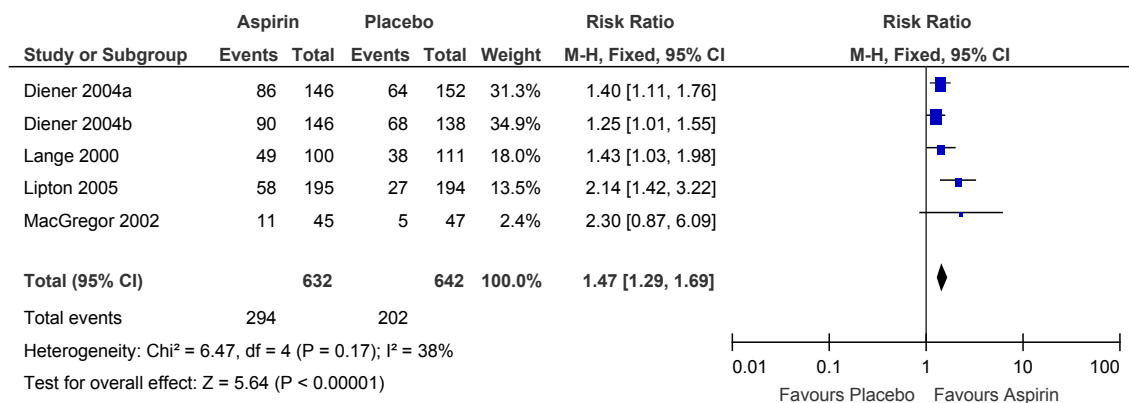 Aspirin Placebo Risk Ratio Risk Ratio
Study or Subgroup Events Total Events Total Weight M-H, Fixed, 95% CI M-H, Fixed, 95% CI
Diener 2004a 86 146 64 152 31.3% 1.40 [1.11, 1.76]
Diener 2004b 90 146 68 138 34.9% 1.25 [1.01, 1.55]
Lange 2000 49 100 38 111 18.0% 1.43 [1.03, 1.98]
Lipton 2005 58 195 27 194 13.5% 2.14 [1.42, 3.22]
MacGregor 2002 11 45 5 47 2.4% 2.30 [0.87, 6.09]
Total (95% CI) 632 642 100.0% 1.47 [1.29, 1.69]
Total events 294 202
Heterogeneity: Chi² = 6.47, df = 4 (P = 0.17); I² = 38%
Test for overall effect: Z = 5.64 (P < 0.00001)
0.01 0.1 1 10 100
Favours Placebo Favours Aspirin